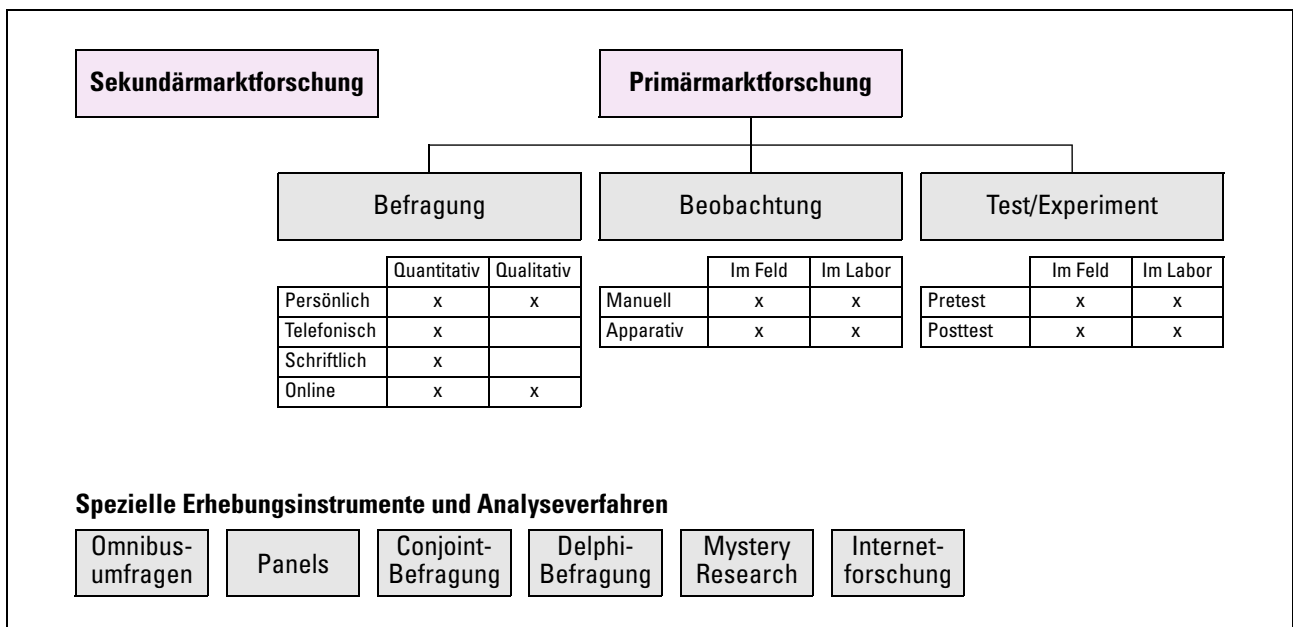 Sekundärmarktforschung
Primärmarktforschung
Befragung
Beobachtung
Test/Experiment
Quantitativ Qualitativ
Persönlich x x
Telefonisch x
Schriftlich x
Online x x
Im Feld Im Labor
Manuell x x
Apparativ x x
Im Feld Im Labor
Pretest x x
Posttest x x
Spezielle Erhebungsinstrumente und Analyseverfahren
Omnibus-
umfragen
Panels
Conjoint-
Befragung
Delphi-
Befragung
Mystery
Research
Internet-
forschung